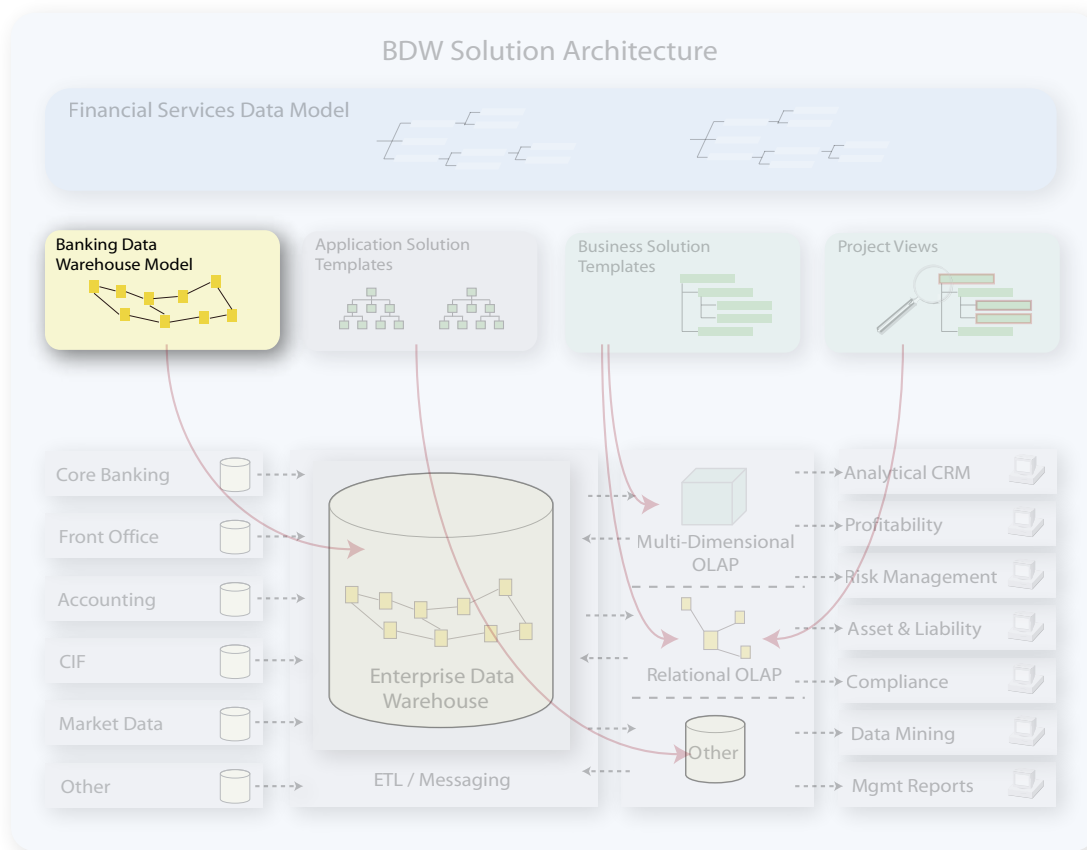 BDW Solution Architecture
Financial Services Data Model
Banking Data
Warehouse Model
Application Solution
Templates
Business Solution
Templates
Project Views
Core Banking
Front Office
Accounting
CIF
Market Data
Other
Enterprise Data
Warehouse
ETL / Messaging
Multi-Dimensional
OLAP
Relational OLAP
Other
Analytical CRM
Profitability
Risk Management
Asset & Liability
Compliance
Data Mining
Mgmt Reports